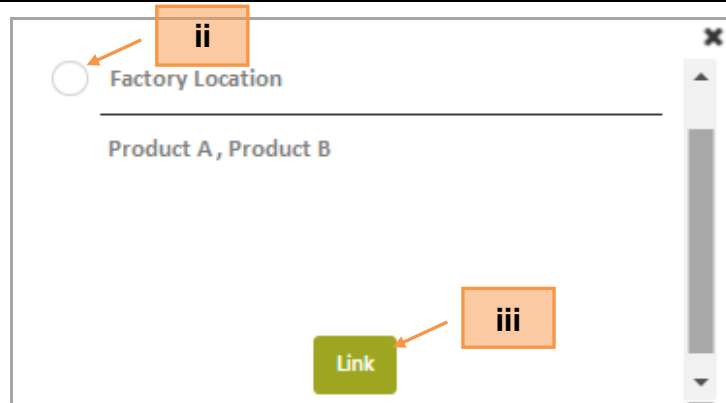 ii
Factory Location
Product A, Product B
iii
Link